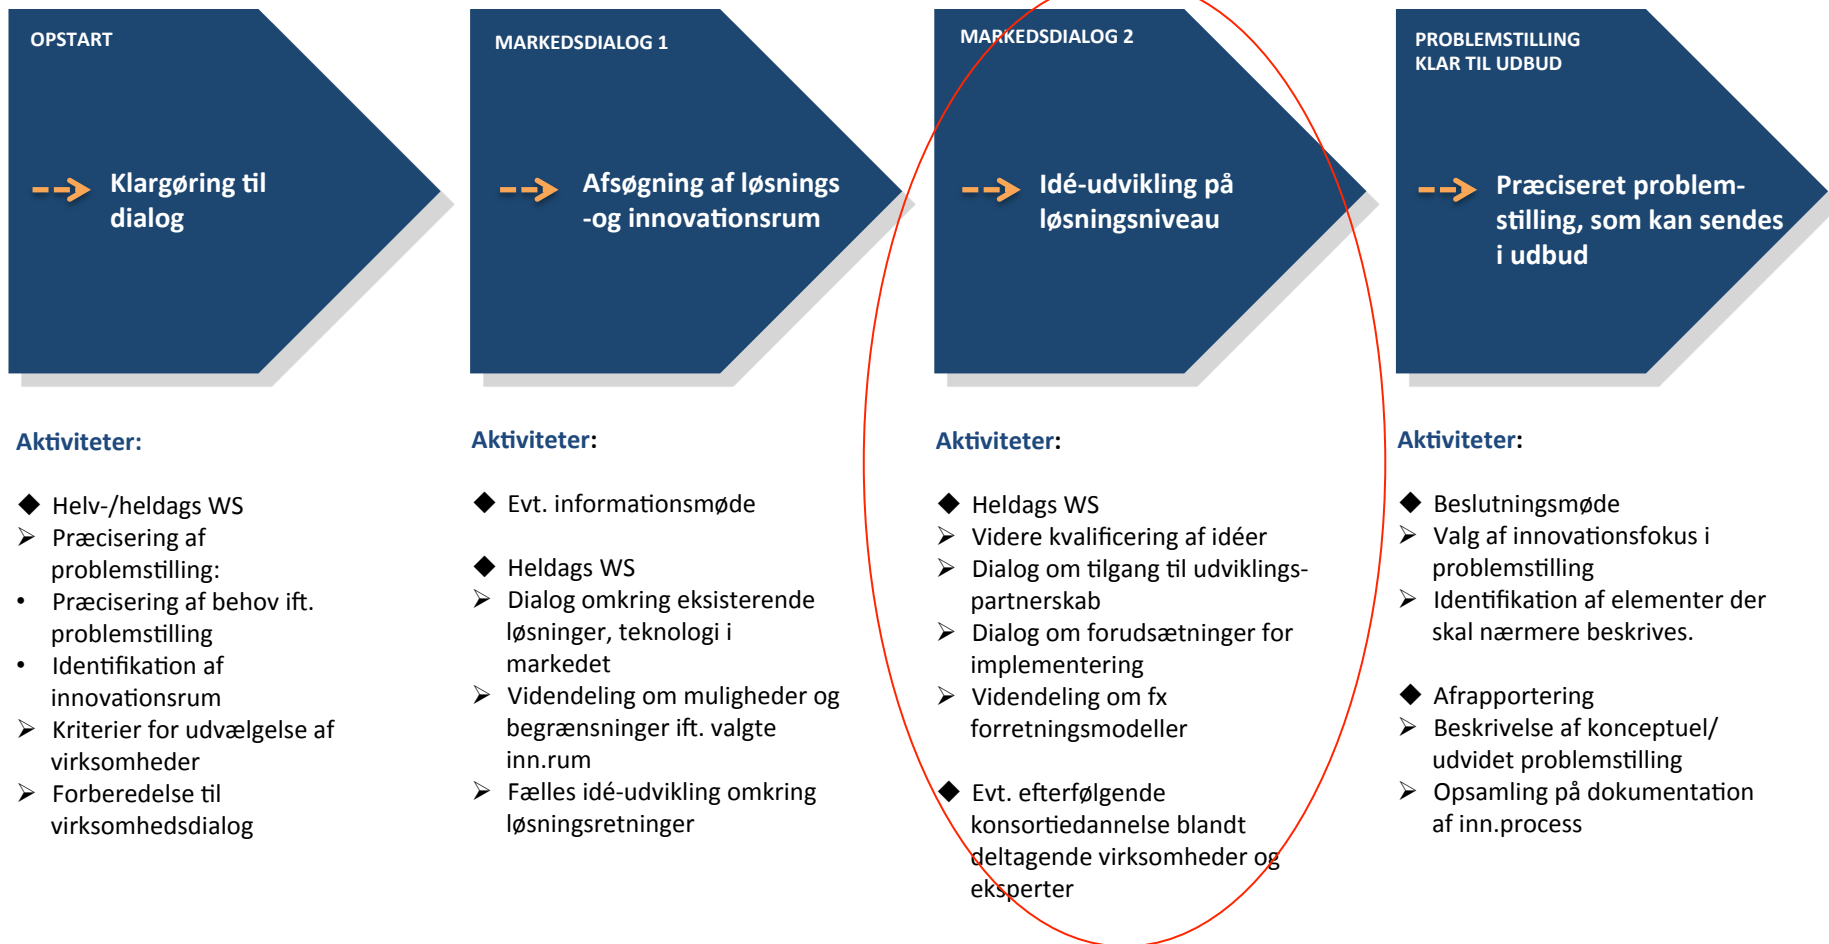 OPSTART
Klargøring til
dialog
Aktiviteter:
◆ Helv-/heldags WS
➢ Præcisering af
problemstilling:
• Præcisering af behov ift.
problemstilling
• Identifikation af
innovationsrum
➢ Kriterier for udvælgelse af
virksomheder
➢ Forberedelse til
virksomhedsdialog
MARKEDSDIALOG 1
Afsøgning af løsnings
-og innovationsrum
Aktiviteter:
◆ Evt. informationsmøde
◆ Heldags WS
➢ Dialog omkring eksisterende
løsninger, teknologi i
markedet
➢ Videndeling om muligheder og
begrænsninger ift. valgte
inn.rum
➢ Fælles idé-udvikling omkring
løsningsretninger
MARKEDSDIALOG 2
Idé-udvikling på
løsningsniveau
Aktiviteter:
◆ Heldags WS
➢ Videre kvalificering af idéer
➢ Dialog om tilgang til udviklings-
partnerskab
➢ Dialog om forudsætninger for
implementering
➢ Videndeling om fx
forretningsmodeller
◆ Evt. efterfølgende
konsortiedannelse blandt
deltagende virksomheder og
eksperter
PROBLEMSTILLING
KLAR TIL UDBUD
Præciseret problem-
stilling, som kan sendes
i udbud
Aktiviteter:
◆ Beslutningsmøde
➢ Valg af innovationsfokus i
problemstilling
➢ Identifikation af elementer der
skal nærmere beskrives.
◆ Afrapportering
➢ Beskrivelse af konceptuel/
udvidet problemstilling
➢ Opsamling på dokumentation
af inn.process